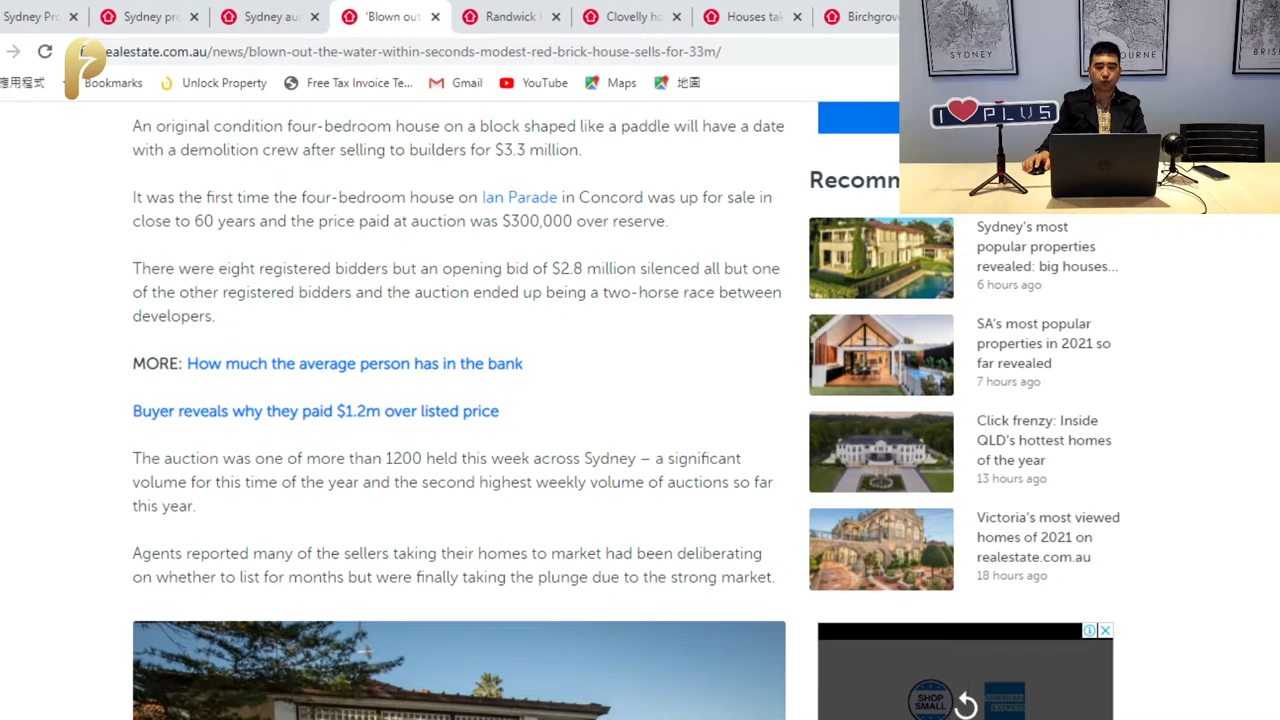 Sydney Pro
Sydney pro
Sydney au
'Blown out
Randwick
Clovelly ho
Houses tak
Birchgrov
realestate.com.au/news/blown-out-the-water-within-seconds-modest-red-brick-house-sells-for-33m/
應用程式
Bookmarks
Unlock Property
Free Tax Invoice Te...
Gmail
YouTube
Maps
地圖
SYDNEY
BRIS
I PLUS
An original condition four-bedroom house on a block shaped like a paddle will have a date
with a demolition crew after selling to builders for $3.3 million.
It was the first time the four-bedroom house on Ian Parade in Concord was up for sale in
close to 60 years and the price paid at auction was $300,000 over reserve.
There were eight registered bidders but an opening bid of $2.8 million silenced all but one
of the other registered bidders and the auction ended up being a two-horse race between
developers.
MORE: How much the average person has in the bank
Buyer reveals why they paid $1.2m over listed price
The auction was one of more than 1200 held this week across Sydney – a significant
volume for this time of the year and the second highest weekly volume of auctions so far
this year.
Agents reported many of the sellers taking their homes to market had been deliberating
on whether to list for months but were finally taking the plunge due to the strong market.
Recomm
Sydney's most
popular properties
revealed: big houses...
6 hours ago
SA's most popular
properties in 2021 so
far revealed
7 hours ago
Click frenzy: Inside
QLD's hottest homes
of the year
13 hours ago
Victoria's most viewed
homes of 2021 on
realestate.com.au
18 hours ago
SHOP
SMALL
AMERICAN
EXPRESS